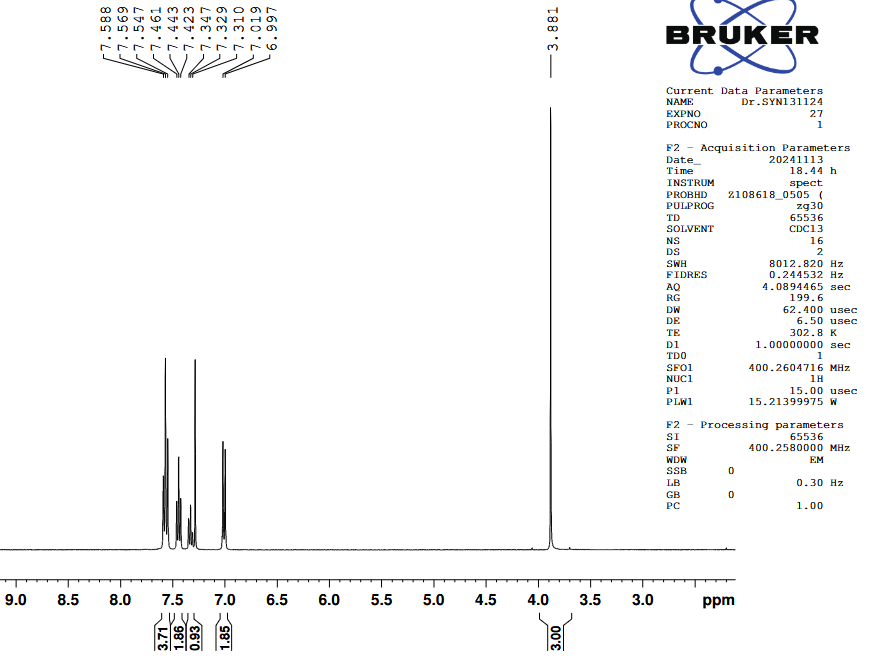 7.588
7.569
7.547
7.461
7.443
7.423
7.347
7.329
7.310
7.019
6.997
3.881
BRUKER
Current Data Parameters
NAME Dr.SYN131124
EXPNO 27
PROCNO 1
F2 - Acquisition Parameters
Date_ 20241113
Time 18.44 h
INSTRUM spect
PROBHD Z108618_0505 (
PULPROG zg30
TD 65536
SOLVENT CDCl3
NS 16
DS 2
SWH 8012.820 Hz
FIDRES 0.244532 Hz
AQ 4.0894465 sec
RG 199.6
DW 62.400 usec
DE 6.50 usec
TE 302.8 K
D1 1.00000000 sec
TD0 1
SFO1 400.2604716 MHz
NUC1 1H
P1 15.00 usec
PLW1 15.21399975 W
F2 - Processing parameters
SI 65536
SF 400.2580000 MHz
WDW EM
SSB 0
LB 0.30 Hz
GB 0
PC 1.00
9.0 8.5 8.0 7.5 7.0 6.5 6.0 5.5 5.0 4.5 4.0 3.5 3.0 ppm
3.71
1.86
0.93
1.85
3.00